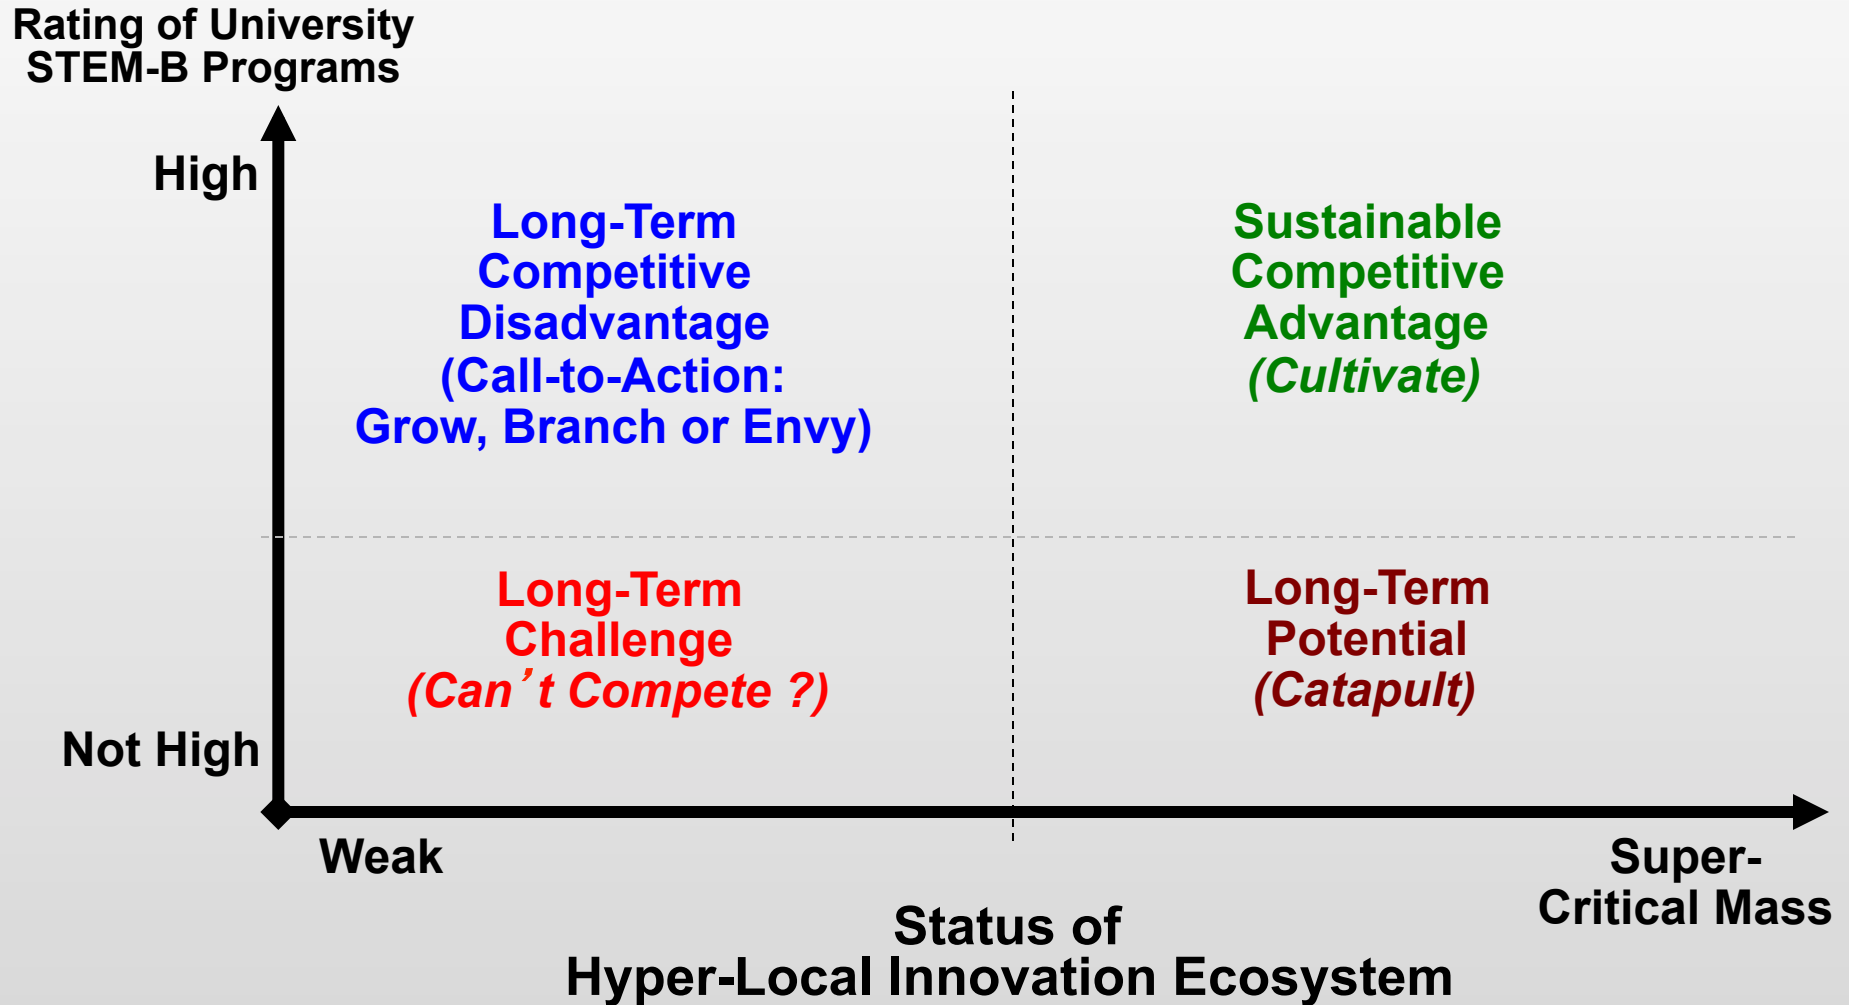 Rating of University
STEM-B Programs
High
Long-Term
Competitive
Disadvantage
(Call-to-Action:
Grow, Branch or Envy)
Sustainable
Competitive
Advantage
(Cultivate)
Long-Term
Challenge
(Can’t Compete ?)
Long-Term
Potential
(Catapult)
Not High
Weak
Super-
Critical Mass
Status of
Hyper-Local Innovation Ecosystem